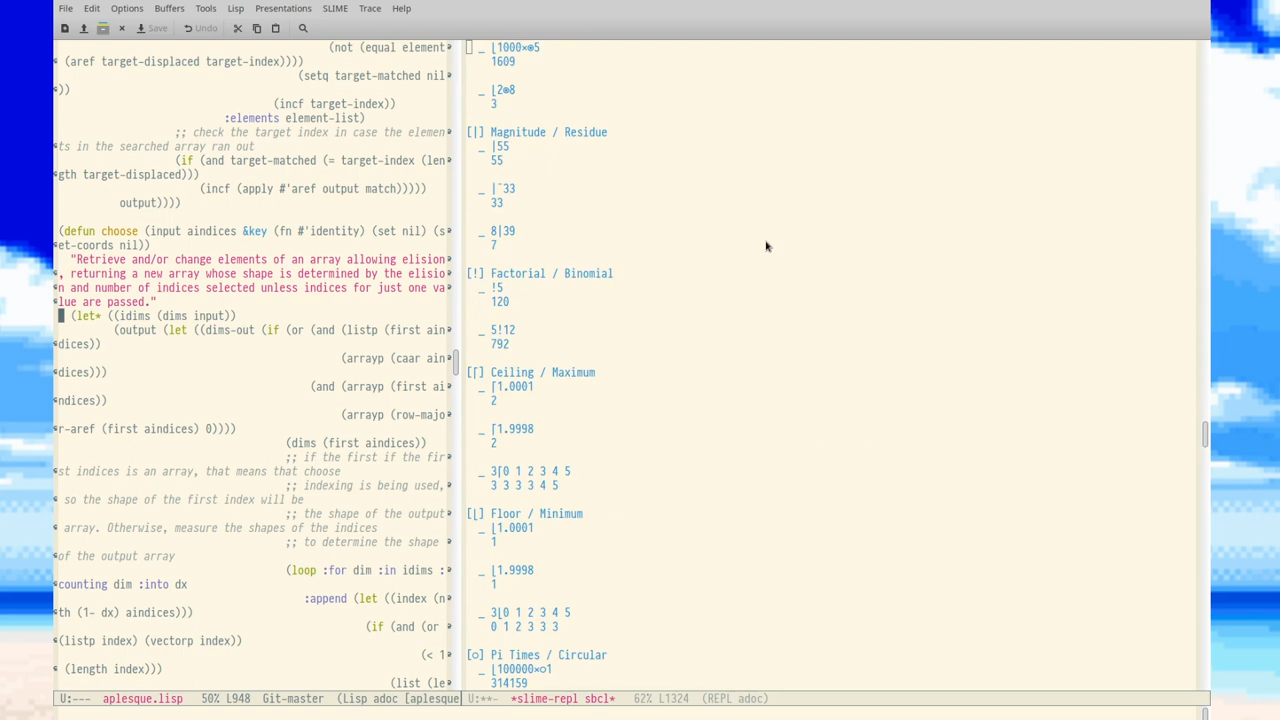 File Edit Options Buffers Tools Lisp Presentations SLIME Trace Help
Save Undo
(not (equal element
(aref target-displaced target-index))))
(setq target-matched nil
))
(incf target-index))
:elements element-list)
;; check the target index in case the elemen
ts in the searched array ran out
(if (and target-matched (= target-index (len
gth target-displaced)))
(incf (apply #'aref output match)))))
output))))
(defun choose (input aindices &key (fn #'identity) (set nil) (s
et-coords nil))
"Retrieve and/or change elements of an array allowing elision
, returning a new array whose shape is determined by the elisio
n and number of indices selected unless indices for just one va
lue are passed."
(let* ((idims (dims input))
(output (let ((dims-out (if (or (and (listp (first ain
dices))
(arrayp (caar ain
dices)))
(and (arrayp (first ai
ndices))
(arrayp (row-majo
r-aref (first aindices) 0))))
(dims (first aindices))
;; if the first if the fir
st indices is an array, that means that choose
;; indexing is being used,
so the shape of the first index will be
;; the shape of the output
array. Otherwise, measure the shapes of the indices
;; to determine the shape
of the output array
(loop :for dim :in idims :
counting dim :into dx
:append (let ((index (n
th (1- dx) aindices)))
(if (and (or
(listp index) (vectorp index))
(< 1
(length index)))
(list (le
U:--- aplesque.lisp 50% L948 Git-master (Lisp adoc [aplesque
_ ⌊1000×⍟5
1609
_ ⌊2⍟8
3
[|] Magnitude / Residue
_ |55
55
_ |¯33
33
_ 8|39
7
[!] Factorial / Binomial
_ !5
120
_ 5!12
792
[⌈] Ceiling / Maximum
_ ⌈1.0001
2
_ ⌈1.9998
2
_ 3⌈0 1 2 3 4 5
3 3 3 3 4 5
[⌊] Floor / Minimum
_ ⌊1.0001
1
_ ⌊1.9998
1
_ 3⌊0 1 2 3 4 5
0 1 2 3 3 3
[○] Pi Times / Circular
_ ⌊100000×○1
314159
U:**- *slime-repl sbcl* 62% L1324 (REPL adoc)